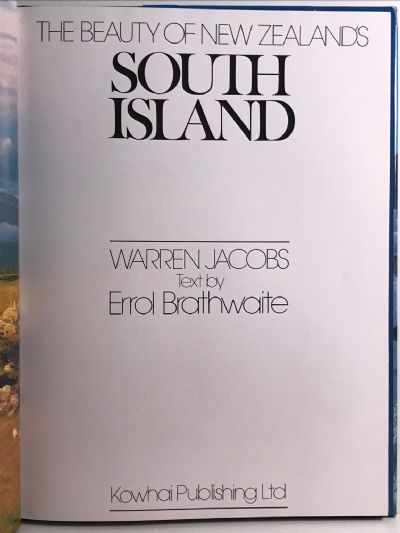 THE BEAUTY OF NEW ZEALAND'S
SOUTH
ISLAND
WARREN JACOBS
Text by
Errol Brathwaite
Kowhai Publishing Ltd